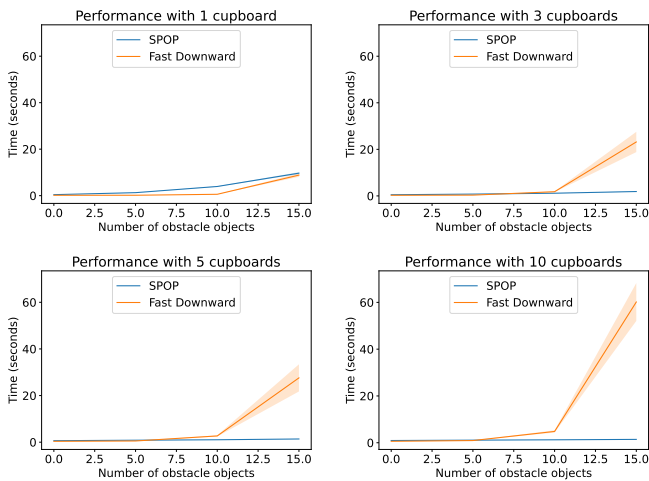 Performance with 1 cupboard
Time (seconds)
60
40
20
0
SPOP
Fast Downward
0.0 2.5 5.0 7.5 10.0 12.5 15.0
Number of obstacle objects
Performance with 3 cupboards
Time (seconds)
60
40
20
0
SPOP
Fast Downward
0.0 2.5 5.0 7.5 10.0 12.5 15.0
Number of obstacle objects
Performance with 5 cupboards
Time (seconds)
60
40
20
0
SPOP
Fast Downward
0.0 2.5 5.0 7.5 10.0 12.5 15.0
Number of obstacle objects
Performance with 10 cupboards
Time (seconds)
60
40
20
0
SPOP
Fast Downward
0.0 2.5 5.0 7.5 10.0 12.5 15.0
Number of obstacle objects